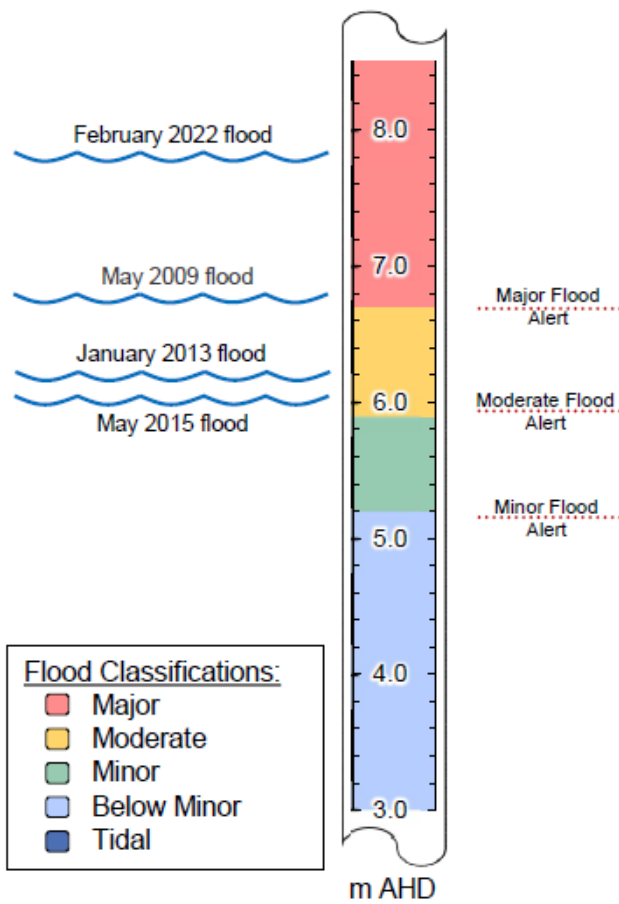 February 2022 flood
May 2009 flood
January 2013 flood
May 2015 flood
8.0
7.0
6.0
5.0
4.0
3.0
m AHD
Major Flood
Alert
Moderate Flood
Alert
Minor Flood
Alert
Flood Classifications:
Major
Moderate
Minor
Below Minor
Tidal